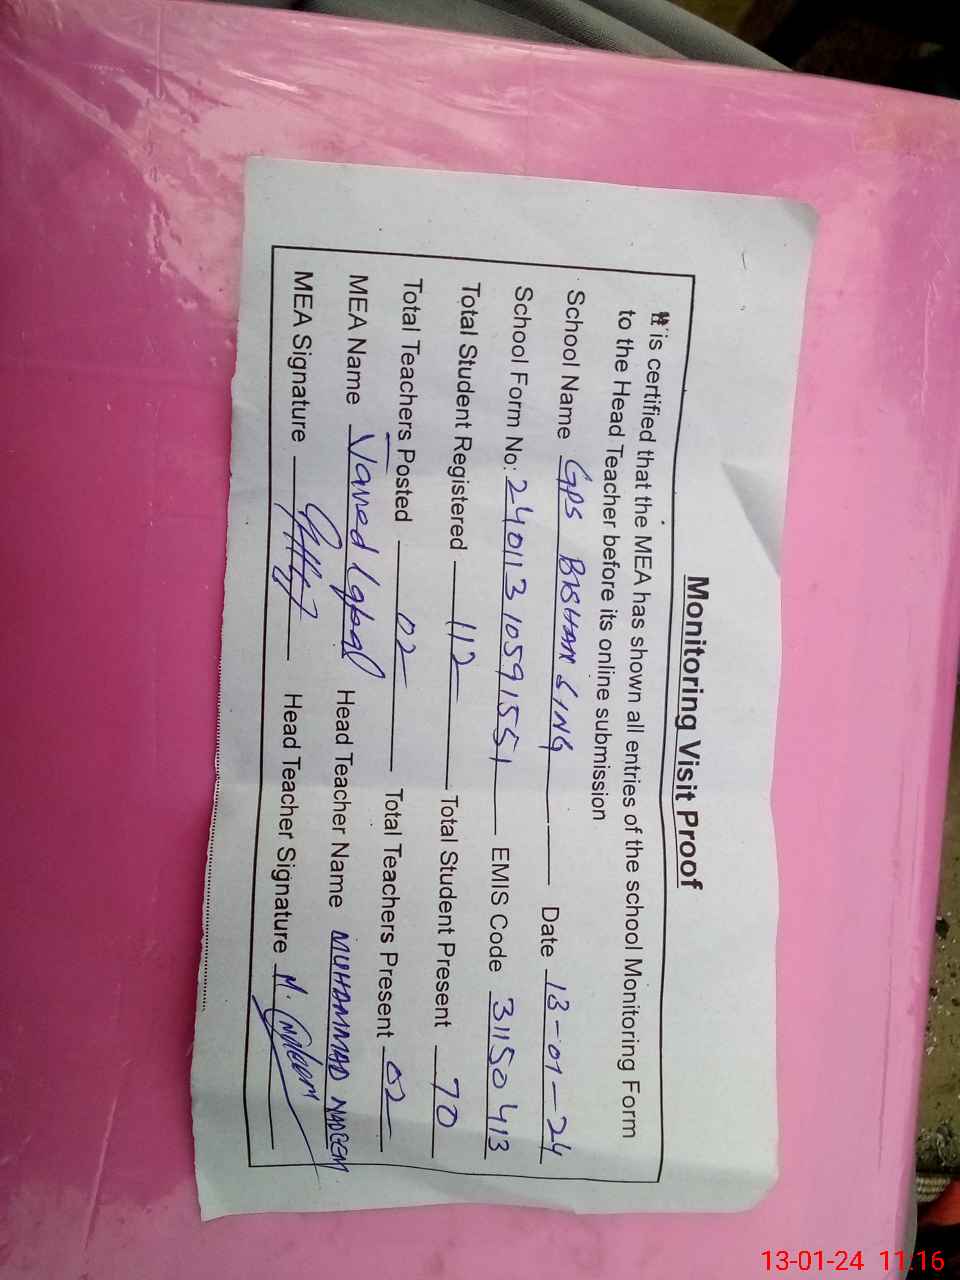 Monitoring Visit Proof
It is certified that the MEA has shown all entries of the school Monitoring Form
to the Head Teacher before its online submission
School Name GPS BISHAN SING Date 13-01-24
School Form No: 24011310591551 EMIS Code 31150413
Total Student Registered 112 Total Student Present 70
Total Teachers Posted 02 Total Teachers Present 02
MEA Name Javed Iqbal Head Teacher Name MUHAMMAD NADEEM
MEA Signature Head Teacher Signature M. Nadeem
13-01-24 11:16